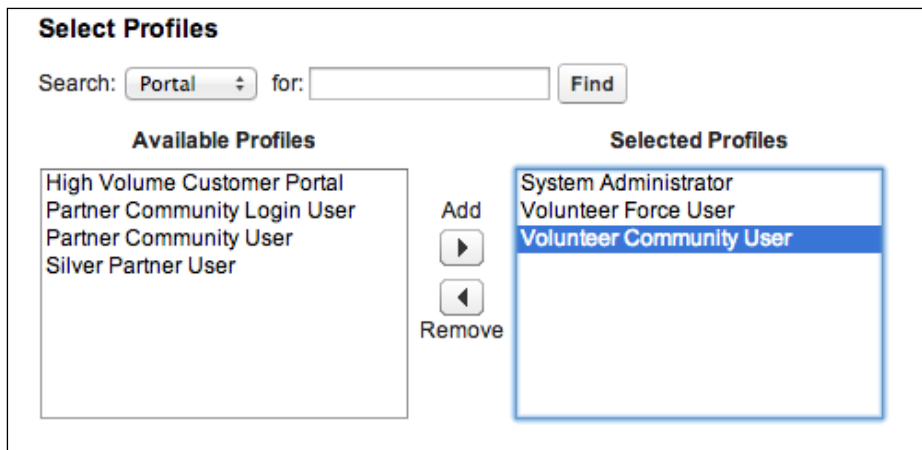 Select Profiles
Search: Portal for: Find
Available Profiles
Selected Profiles
High Volume Customer Portal
Partner Community Login User
Partner Community User
Silver Partner User
Add
Remove
System Administrator
Volunteer Force User
Volunteer Community User